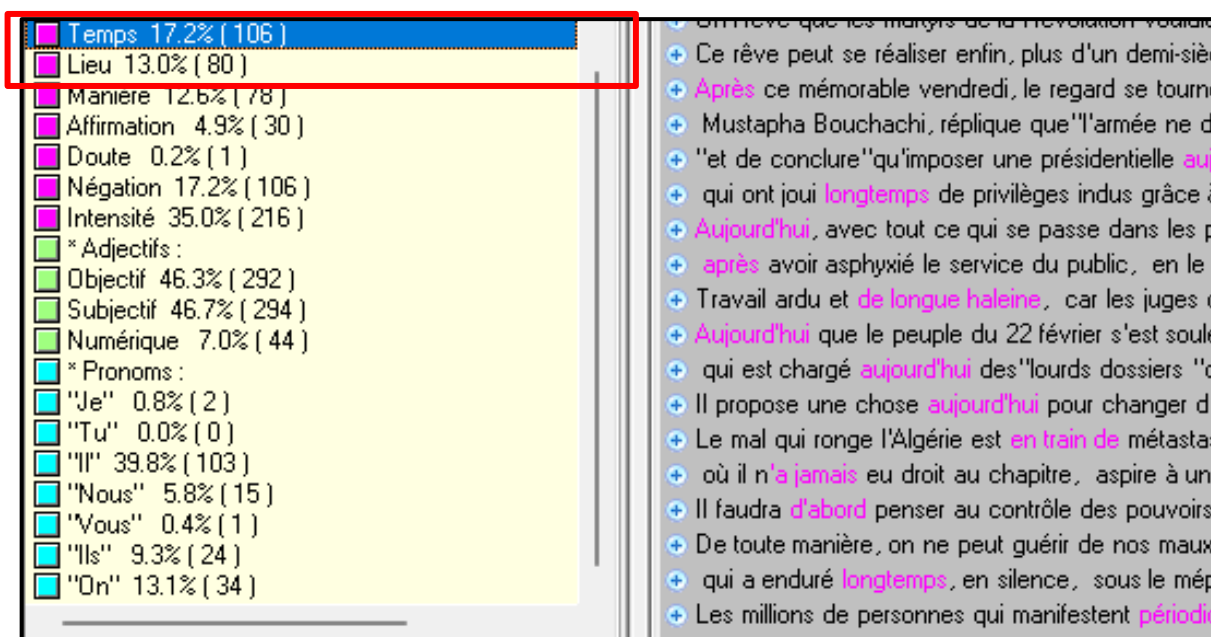 Temps 17.2% ( 106 )
Lieu 13.0% ( 80 )
Manière 12.6% ( 78 )
Affirmation 4.9% ( 30 )
Doute 0.2% ( 1 )
Négation 17.2% ( 106 )
Intensité 35.0% ( 216 )
* Adjectifs :
Objectif 46.3% ( 292 )
Subjectif 46.7% ( 294 )
Numérique 7.0% ( 44 )
* Pronoms :
"Je" 0.8% ( 2 )
"Tu" 0.0% ( 0 )
"Il" 39.8% ( 103 )
"Nous" 5.8% ( 15 )
"Vous" 0.4% ( 1 )
"Ils" 9.3% ( 24 )
"On" 13.1% ( 34 )
que les martyrs de la
Ce rêve peut se réaliser enfin, plus d'un demi-siè
Après ce mémorable vendredi, le regard se tourn
Mustapha Bouchachi, réplique que"l'armée ne d
"et de conclure"qu'imposer une présidentielle au
qui ont joui longtemps de privilèges indus grâce à
Aujourd'hui, avec tout ce qui se passe dans les p
après avoir asphyxié le service du public, en le
Travail ardu et de longue haleine, car les juges
Aujourd'hui que le peuple du 22 février s'est soul
qui est chargé aujourd'hui des"lourds dossiers "
Il propose une chose aujourd'hui pour changer d
Le mal qui ronge l'Algérie est en train de métasta
où il n'a jamais eu droit au chapitre, aspire à un
Il faudra d'abord penser au contrôle des pouvoirs
De toute manière, on ne peut guérir de nos maux
qui a enduré longtemps, en silence, sous le mép
Les millions de personnes qui manifestent périodi